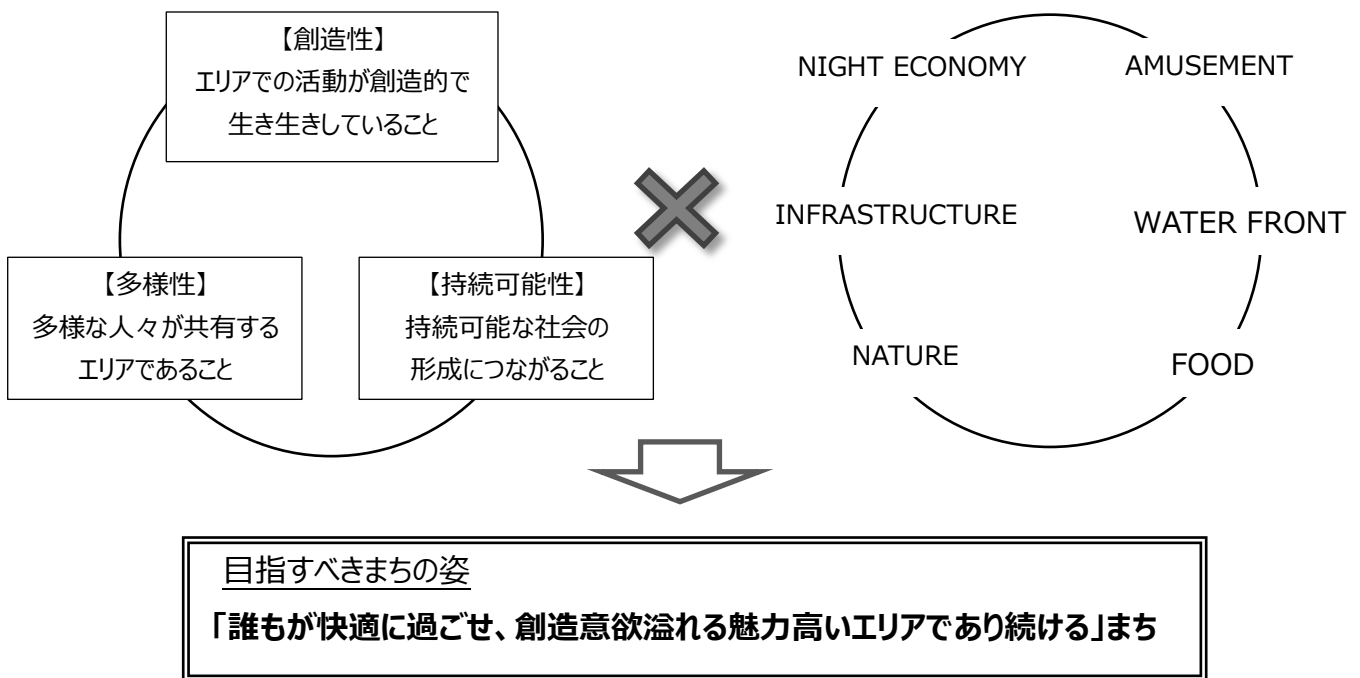 【創造性】
エリアでの活動が創造的で
生き生きしていること
【多様性】
多様な人々が共有する
エリアであること
【持続可能性】
持続可能な社会の
形成につながること
NIGHT ECONOMY
AMUSEMENT
INFRASTRUCTURE
WATER FRONT
NATURE
FOOD
目指すべきまちの姿
「誰もが快適に過ごせ、創造意欲溢れる魅力高いエリアであり続ける」まち